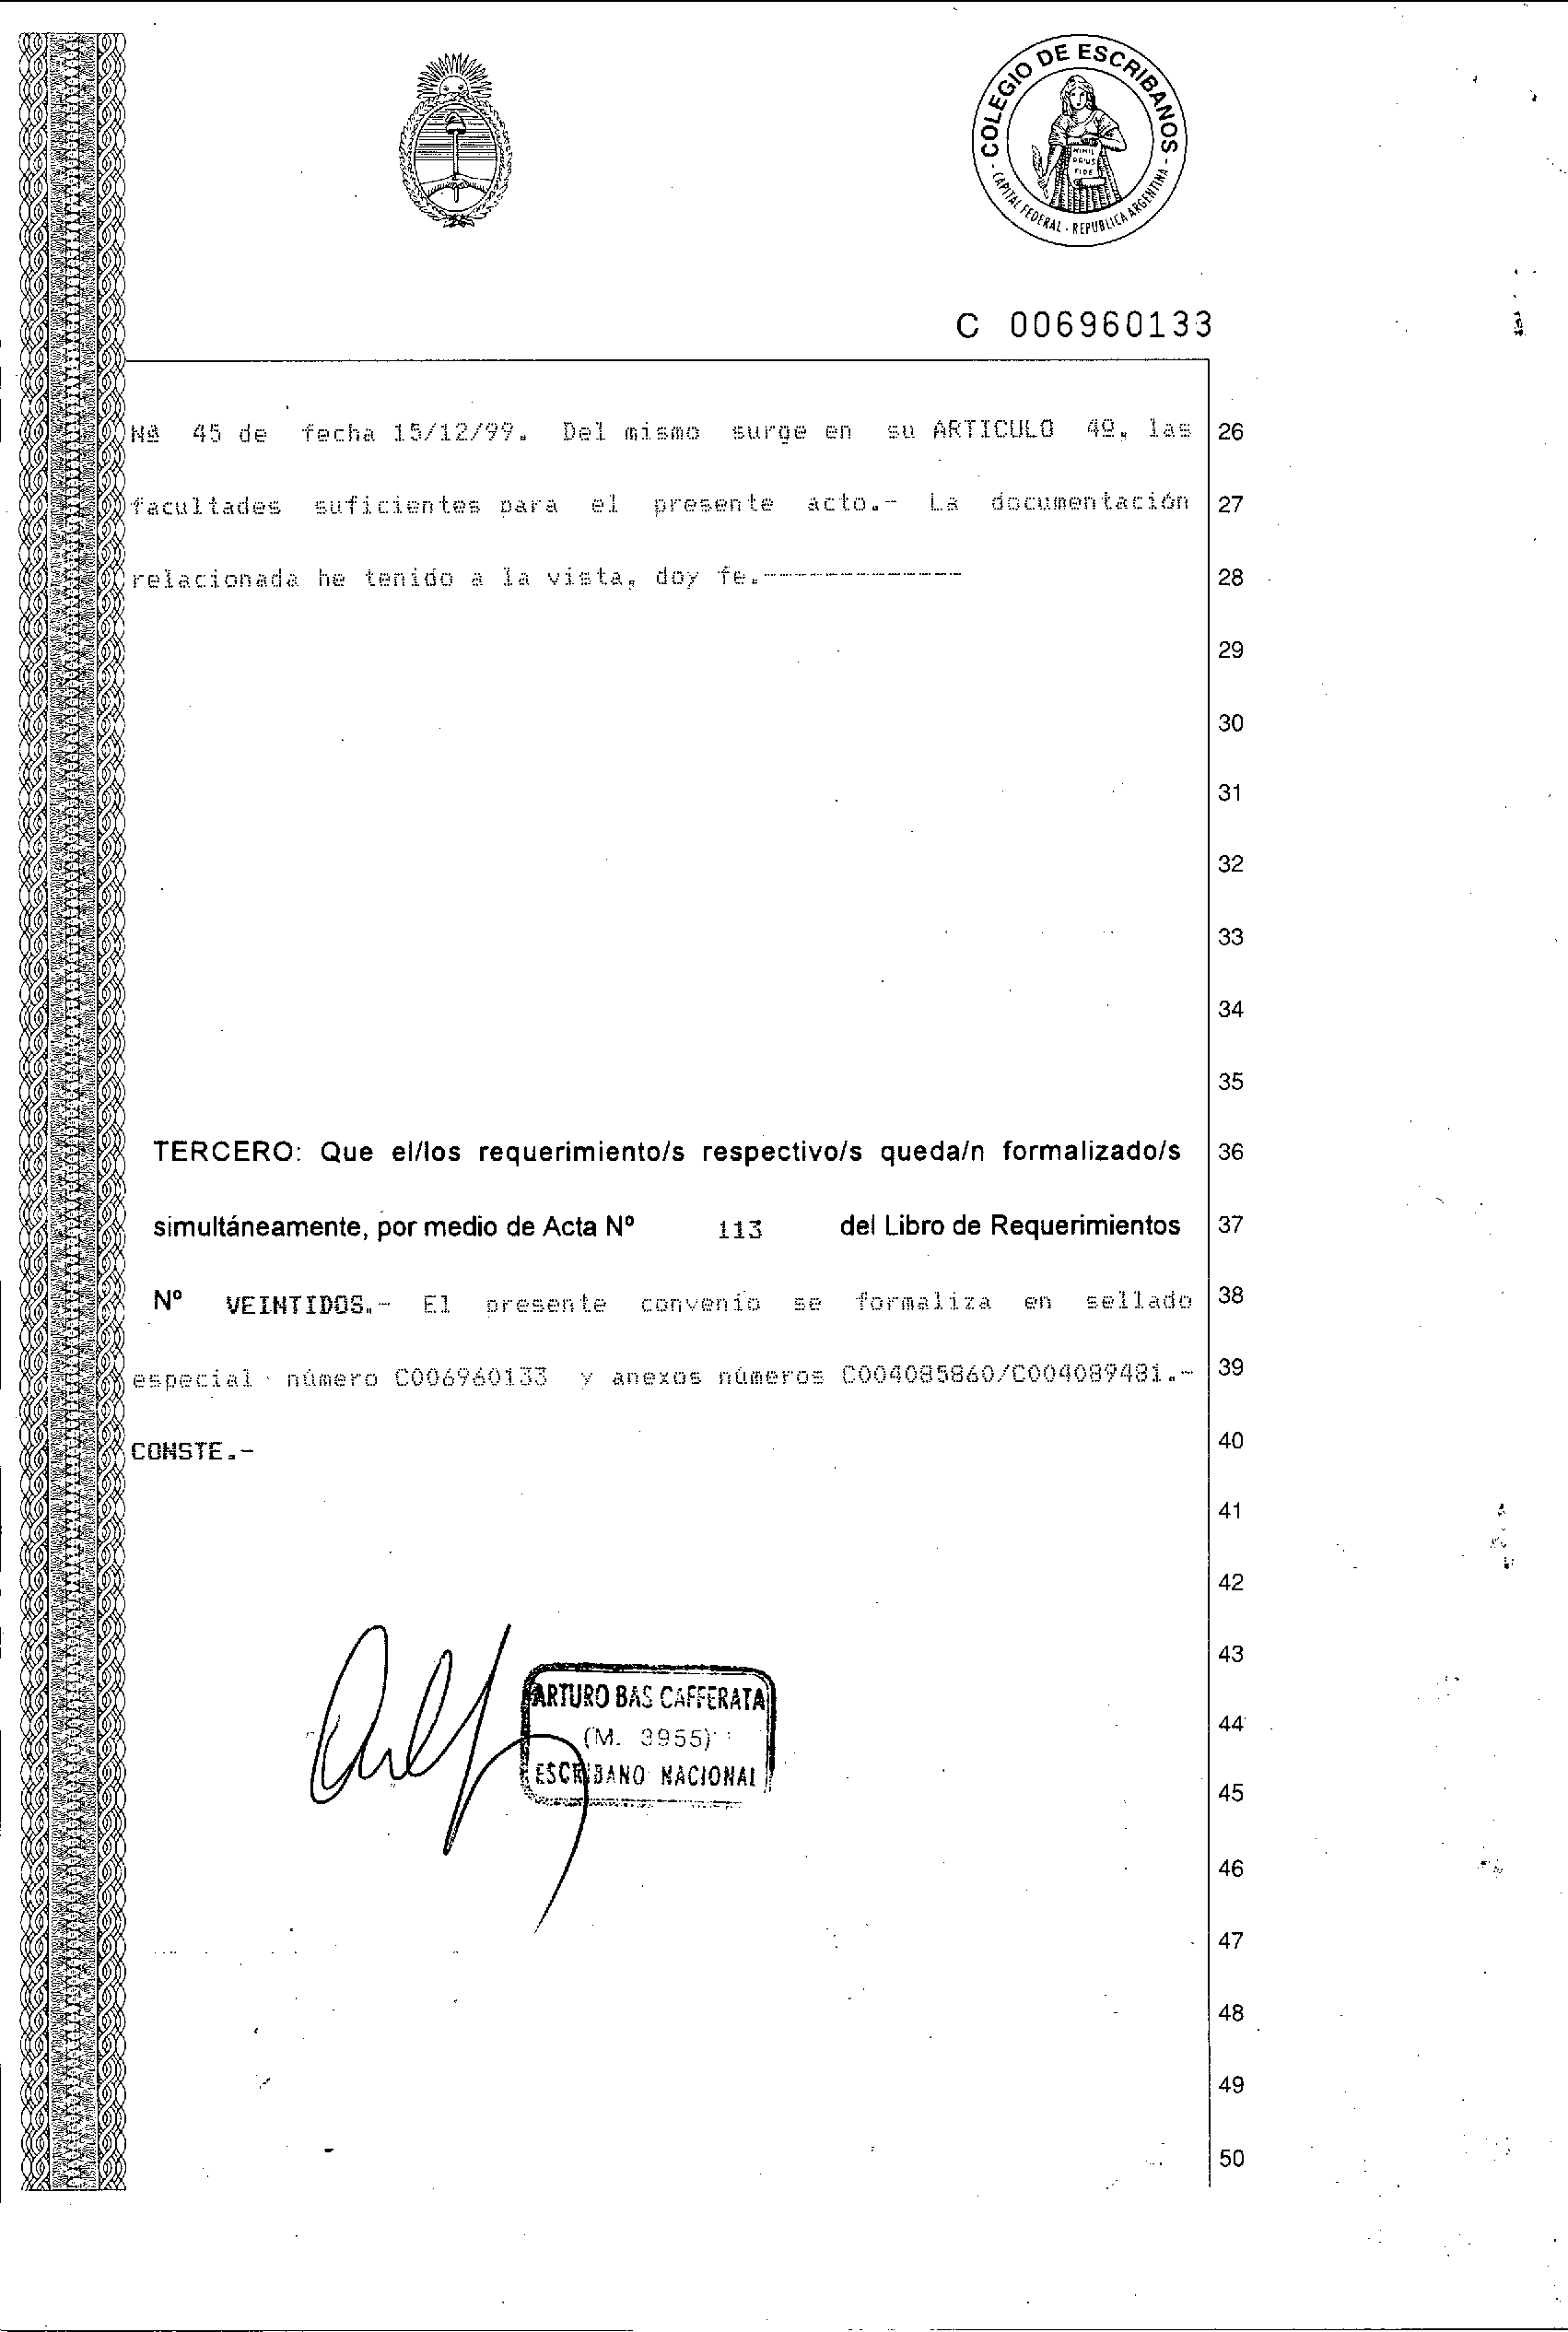 COLEGIO DE ESCRIBANOS
- CAPITAL FEDERAL - REPUBLICA ARGENTINA -
NIHIL
PRIUS
FIDE
C 006960133
Nª 45 de fecha 15/12/99. Del mismo surge en su ARTICULO 4º, las 26
facultades suficientes para el presente acto.- La documentación 27
relacionada he tenido a la vista, doy fe.-------------- 28
29
30
31
32
33
34
35
TERCERO: Que el/los requerimiento/s respectivo/s queda/n formalizado/s 36
simultáneamente, por medio de Acta Nº 113 del Libro de Requerimientos 37
Nº VEINTIDOS.- El presente convenio se formaliza en sellado 38
especial número C006960133 y anexos números C004085860/C004089481.- 39
CONSTE.- 40
41
42
43
ARTURO BAS CAFFERATA
(M. 3955) 44
ESCRIBANO NACIONAL 45
46
47
48
49
50